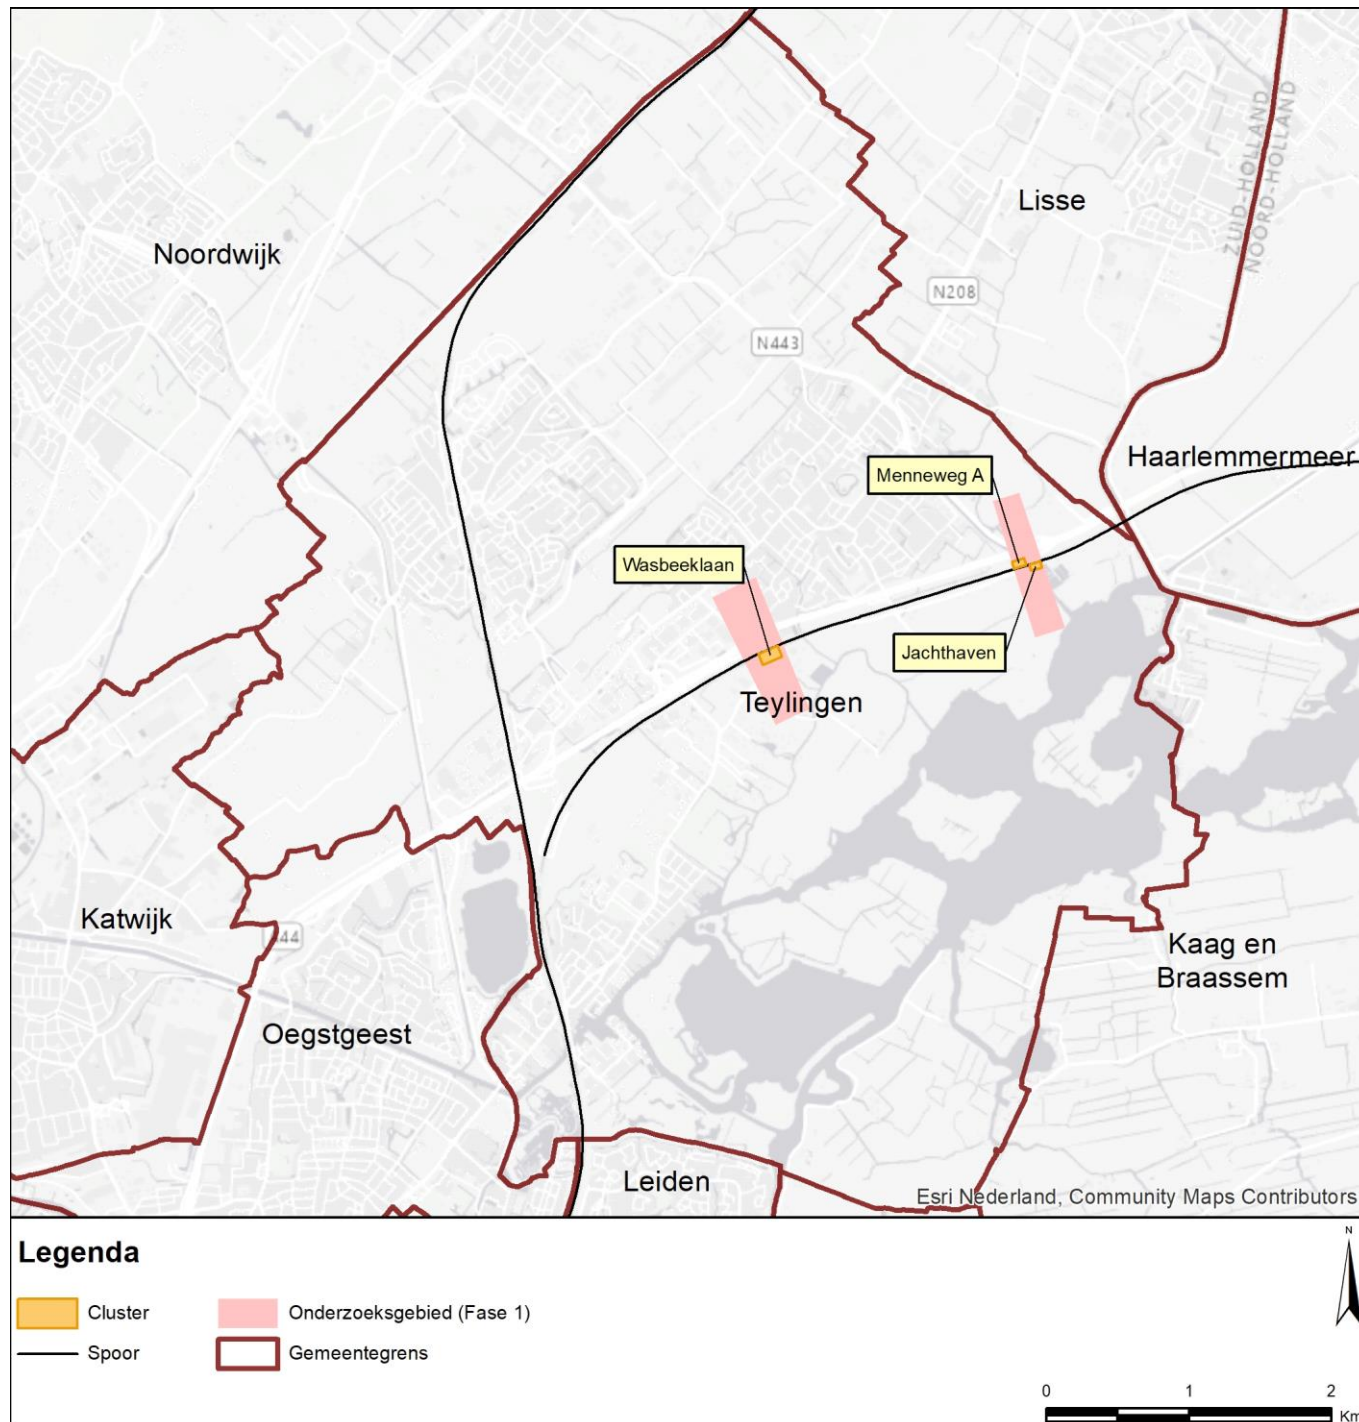 Lisse
ZUID-HOLLAND
NOORD-HOLLAND
Noordwijk
N208
N443
Haarlemmermeer
Menneweg A
Wasbeeklaan
Jachthaven
Teylingen
Katwijk
44
Kaag en
Braassem
Oegstgeest
Leiden
Esri Nederland, Community Maps Contributors
Legenda
N
Cluster
Onderzoeksgebied (Fase 1)
Spoor
Gemeentegrens
0 1 2
Km